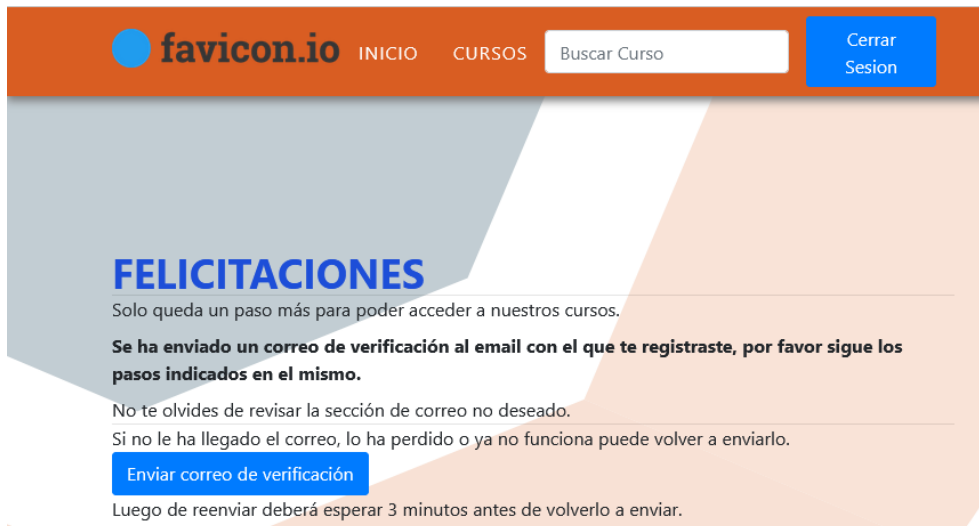 favicon.io INICIO CURSOS Buscar Curso Cerrar
Sesion
FELICITACIONES
Solo queda un paso más para poder acceder a nuestros cursos.
Se ha enviado un correo de verificación al email con el que te registraste, por favor sigue los
pasos indicados en el mismo.
No te olvides de revisar la sección de correo no deseado.
Si no le ha llegado el correo, lo ha perdido o ya no funciona puede volver a enviarlo.
Enviar correo de verificación
Luego de reenviar deberá esperar 3 minutos antes de volverlo a enviar.